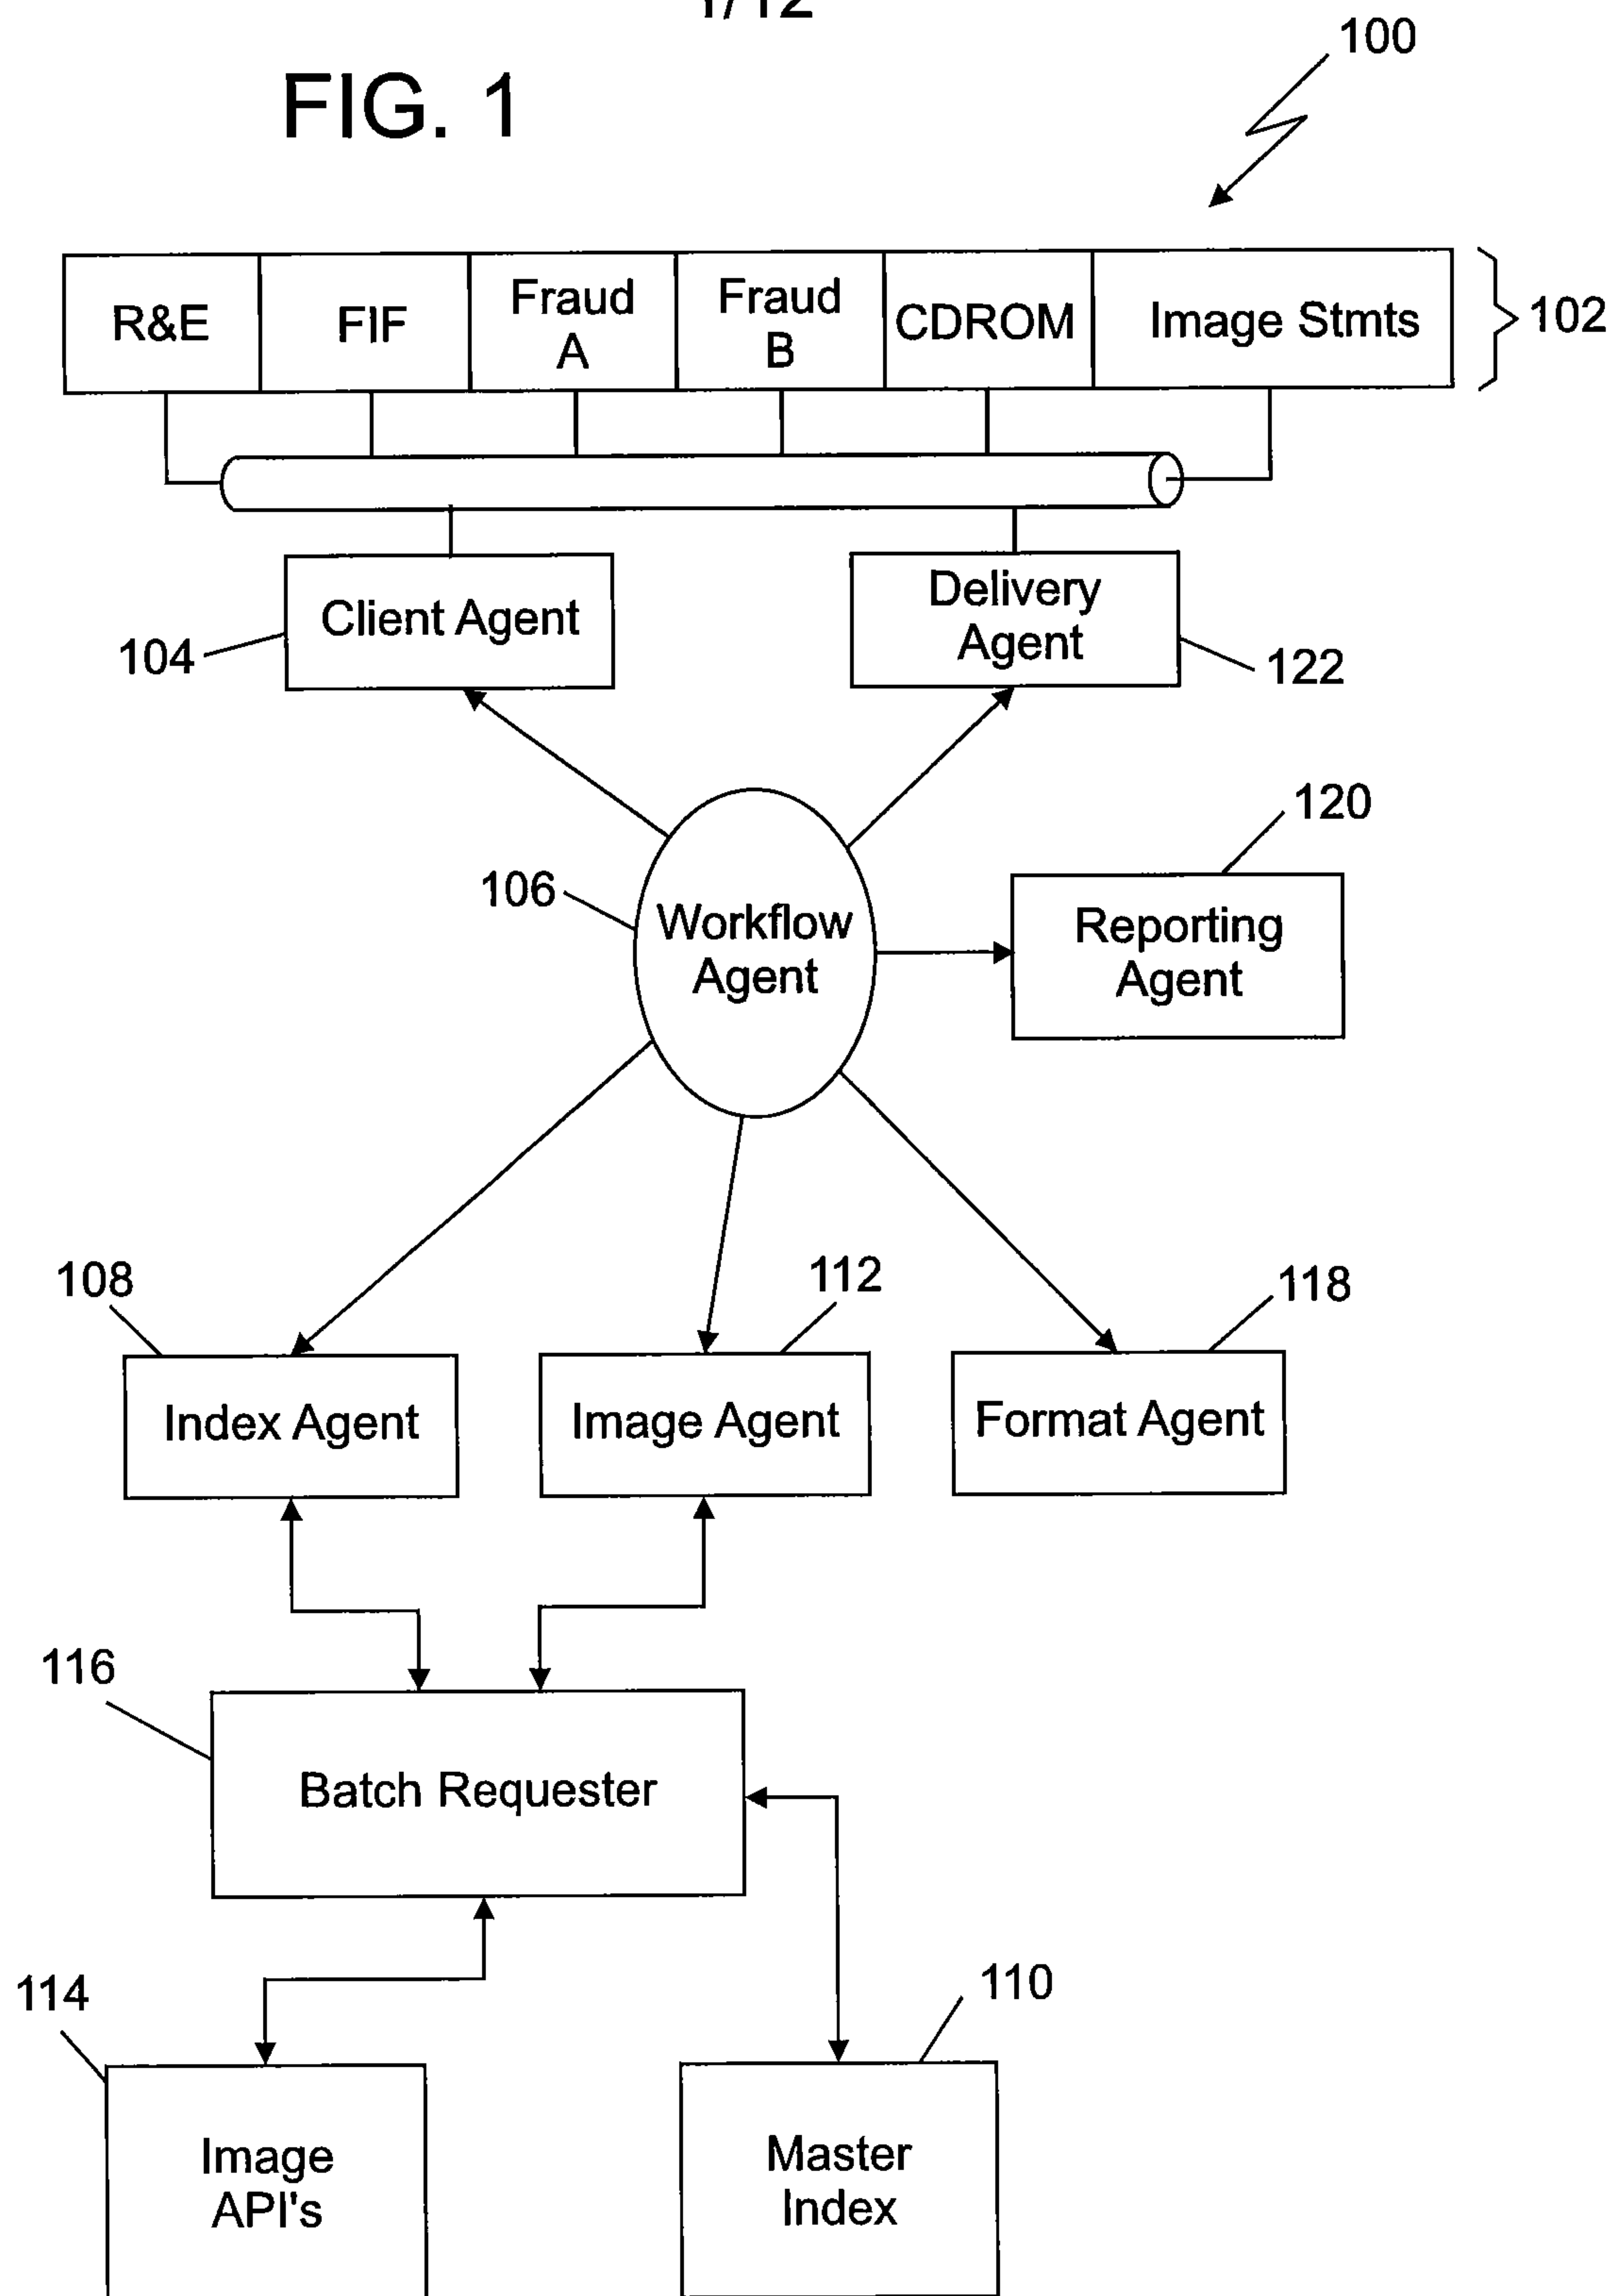 1/12
100
FIG. 1
R&E
FIF
Fraud
A
Fraud
B
CDROM
Image Stmts
102
Client Agent
Delivery
Agent
104
122
120
106
Workflow
Agent
Reporting
Agent
108
112
118
Index Agent
Image Agent
Format Agent
116
Batch Requester
114
110
Image
API's
Master
Index